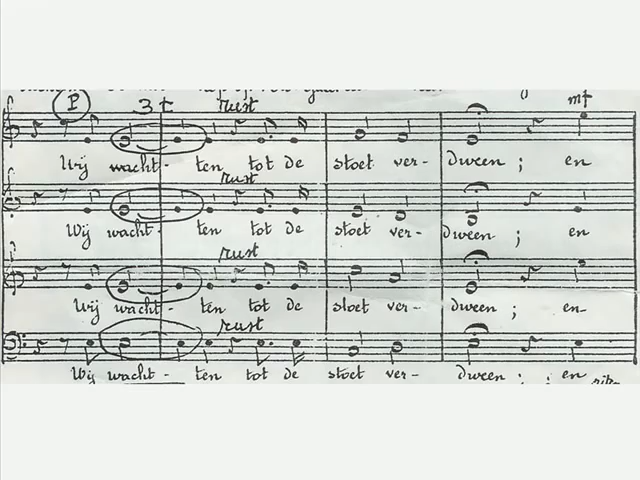 P 3t rust mf
Wij wacht- ten tot de stoet ver- dween ; en
rust
Wij wacht- ten tot de stoet ver- dween ; en
rust
Wij wacht- ten tot de stoet ver- dween ; en-
rust
Wij wacht- ten tot de stoet ver- dween ; en